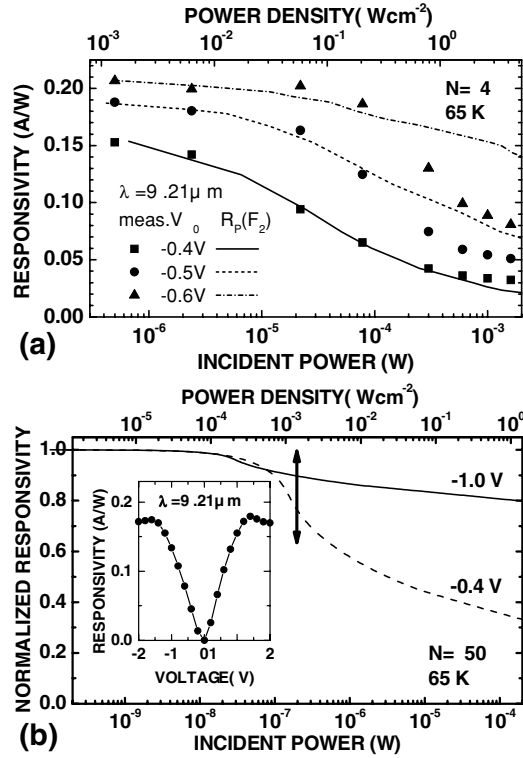 POWER DENSITY( Wcm-2)
10-3 10-2 10-1 100
0.20
0.15
0.10
0.05
0.00
RESPONSIVITY (A/W)
N= 4
65 K
λ=9 .21μ m
meas.V 0 RP(F2)
-0.4V
-0.5V
-0.6V
10-6 10-5 10-4 10-3
(a)
INCIDENT POWER (W)
POWER DENSITY( Wcm-2)
10-5 10-4 10-3 10-2 10-1 100
1.0
0.8
0.6
0.4
0.2
0.0
NORMALIZED RESPONSIVITY
-1.0 V
-0.4 V
λ =9.21μ m
0.2
0.1
0.0
RESPONSIVITY (A/W)
-2 -1 01 2
VOLTAGE( V)
N= 50
65 K
10-9 10-8 10-7 10-6 10-5 10-4
(b)
INCIDENT POWER (W)